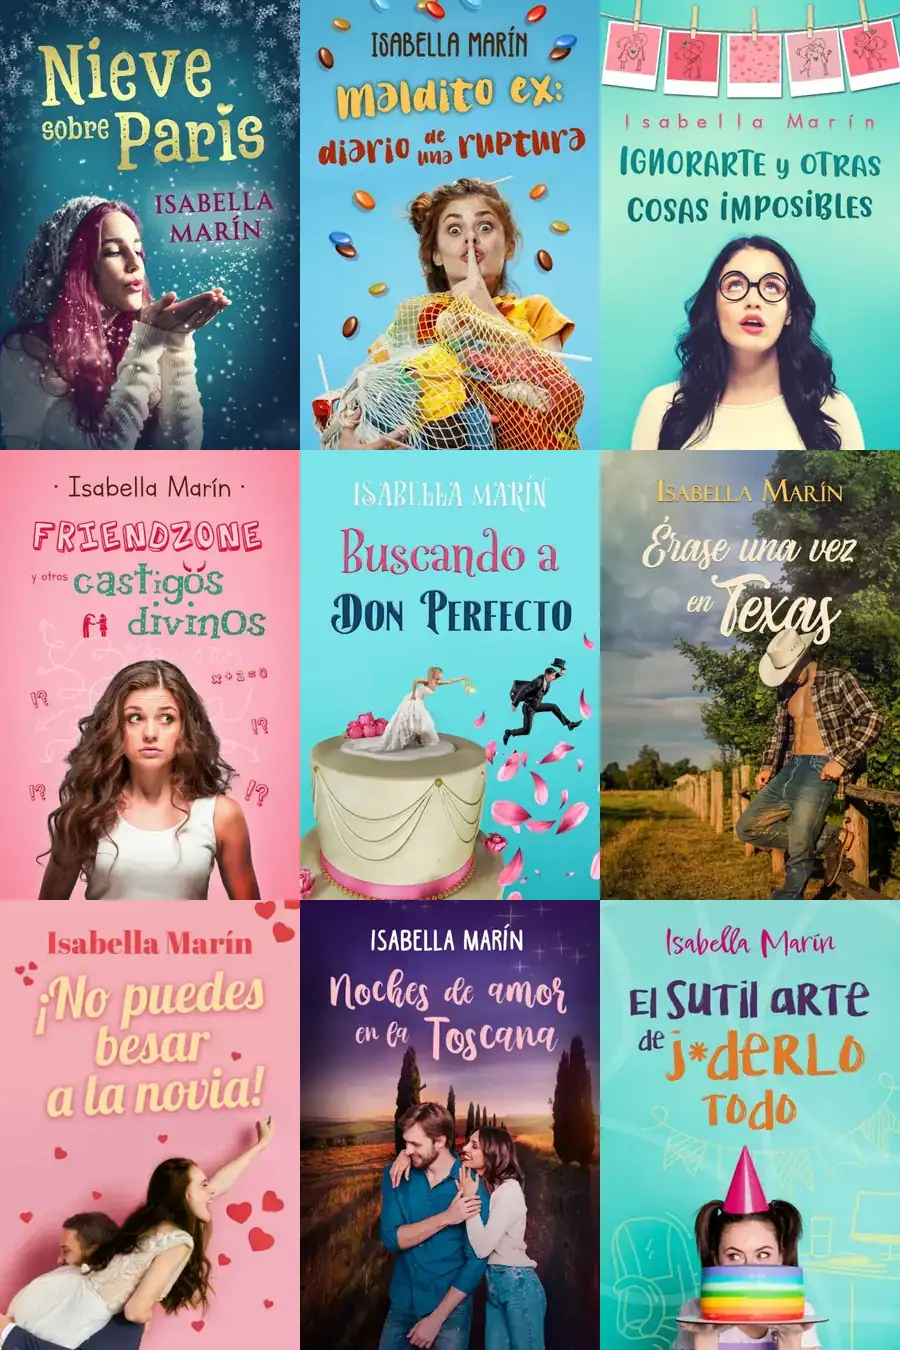 Nieve
sobre París
ISABELLA
MARÍN
ISABELLA MARÍN
maldito ex:
diario de una ruptura
Isabella Marín
IGNORARTE y OTRAS
COSAS iMPOSiBLES
· Isabella Marín ·
FRIENDZONE
y otros castigos
divinos
x+2=0
!?
!?
!?
!?
ISABELLA MARÍN
Buscando a
DON PERFECTO
ISABELLA MARÍN
Érase una vez
en Texas
Isabella Marín
¡No puedes
besar
a la novia!
ISABELLA MARÍN
Noches de amor
en la Toscana
Isabella Marín
El SUTIL ARTE
de j*DERLO
TODO